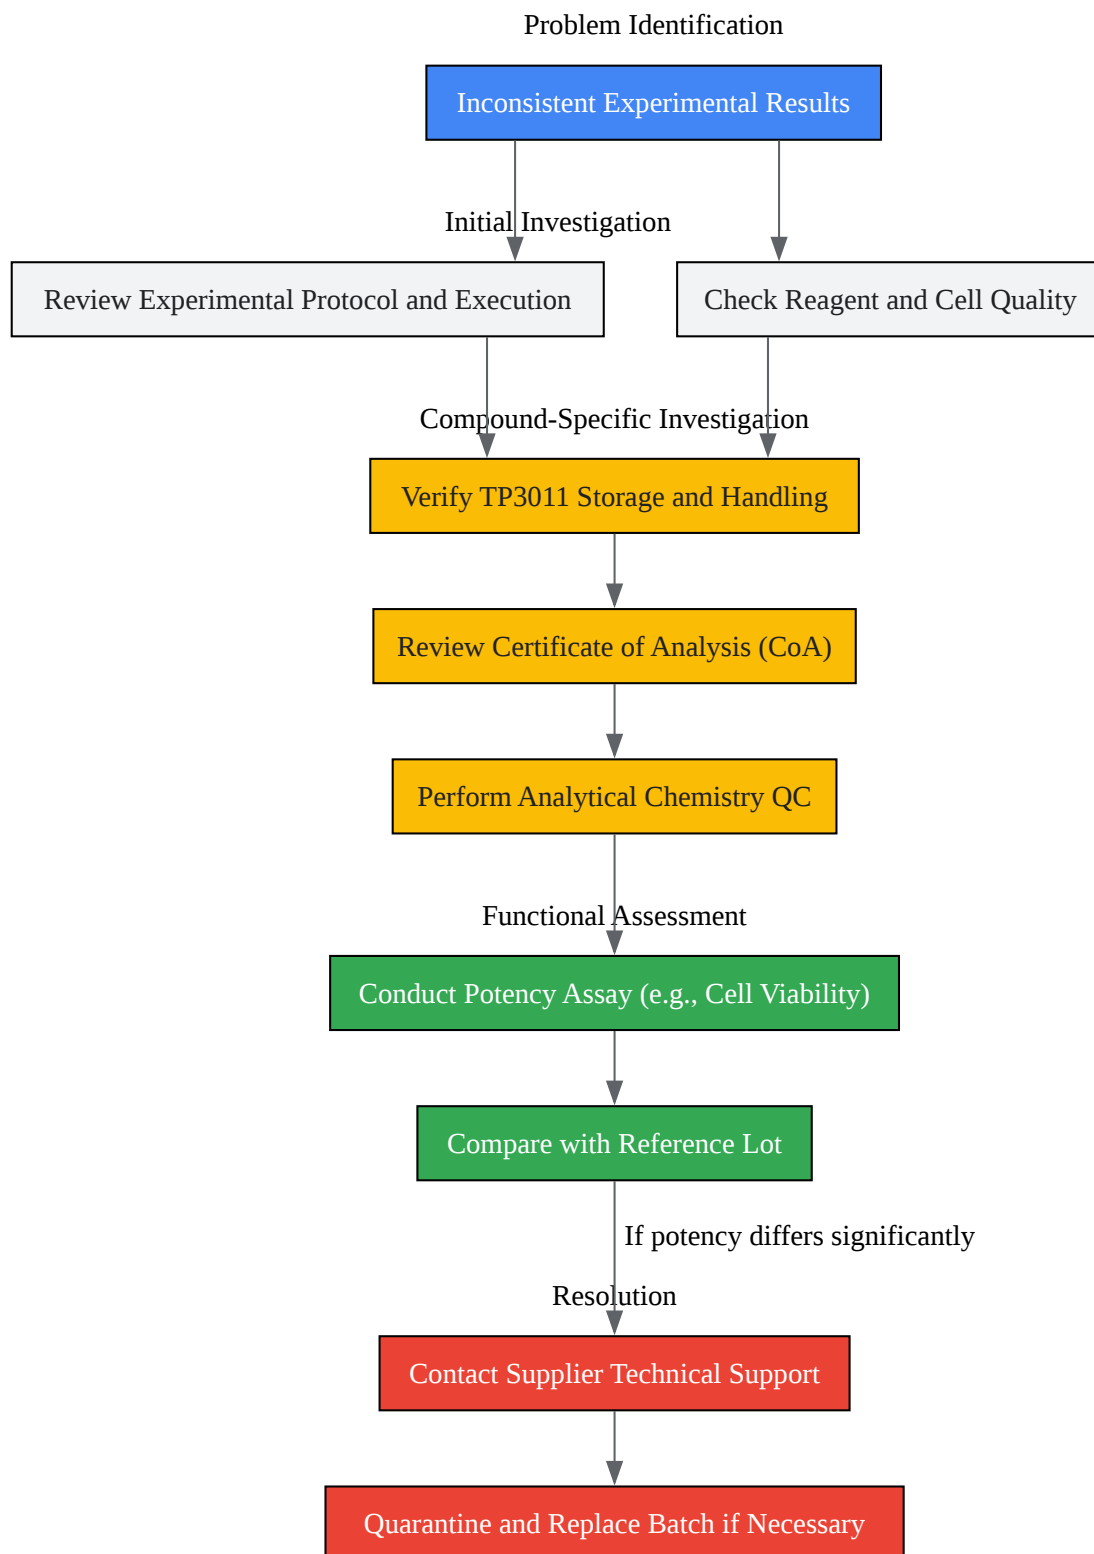 Problem Identification
Inconsistent Experimental Results
Initial Investigation
Review Experimental Protocol and Execution
Check Reagent and Cell Quality
Compound-Specific Investigation
Verify TP3011 Storage and Handling
Review Certificate of Analysis (CoA)
Perform Analytical Chemistry QC
Functional Assessment
Conduct Potency Assay (e.g., Cell Viability)
Compare with Reference Lot
If potency differs significantly
Resolution
Contact Supplier Technical Support
Quarantine and Replace Batch if Necessary